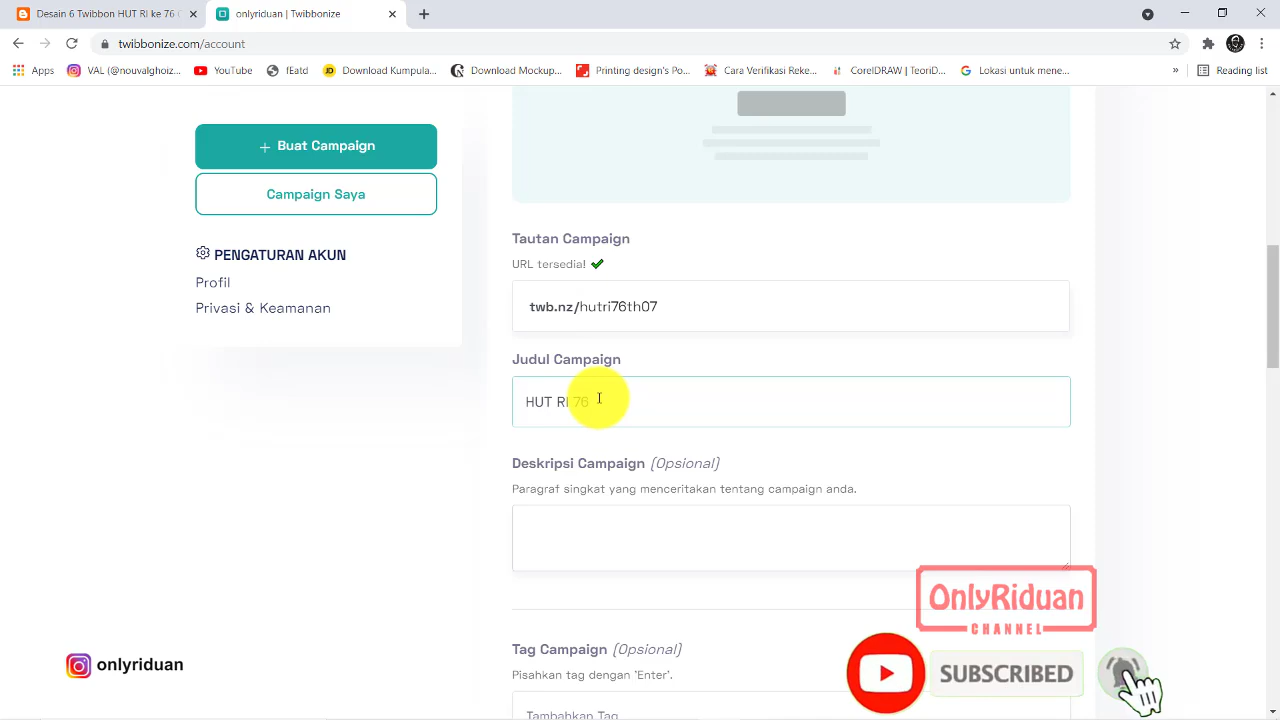 Desain 6 Twibbon HUT RI ke 76
onlyriduan | Twibbonize
twibbonize.com/account
Apps
VAL (@nouvalghoiz...
YouTube
fEatd
Download Kumpula...
Download Mockup...
Printing design's Po...
Cara Verifikasi Reke...
CorelDRAW | TeoriD...
Lokasi untuk mene...
»
Reading list
+ Buat Campaign
Campaign Saya
PENGATURAN AKUN
Profil
Privasi & Keamanan
Tautan Campaign
URL tersedia!
twb.nz/hutri76th07
Judul Campaign
HUT RI 76
Deskripsi Campaign (Opsional)
Paragraf singkat yang menceritakan tentang campaign anda.
Tag Campaign (Opsional)
Pisahkan tag dengan 'Enter'.
Tambahkan Tag
OnlyRiduan
CHANNEL
onlyriduan
SUBSCRIBED